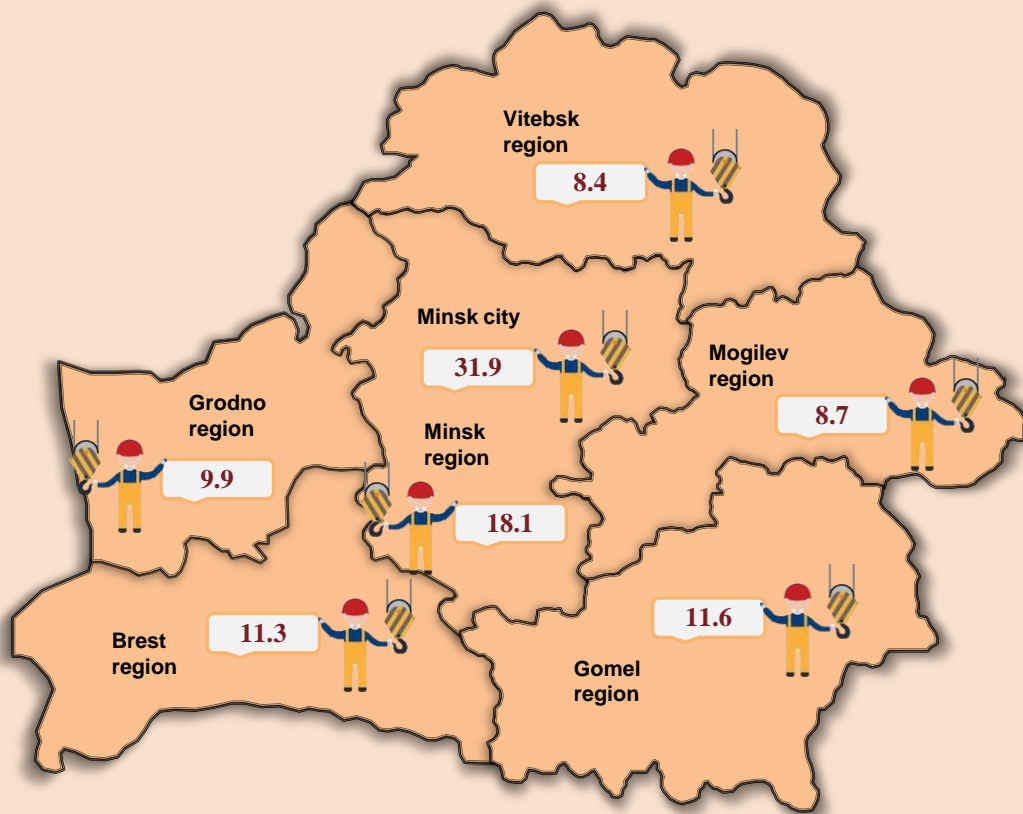 Vitebsk
region
8.4
Minsk city
31.9
Mogilev
region
8.7
Grodno
region
9.9
Minsk
region
18.1
Brest
region
11.3
11.6
Gomel
region